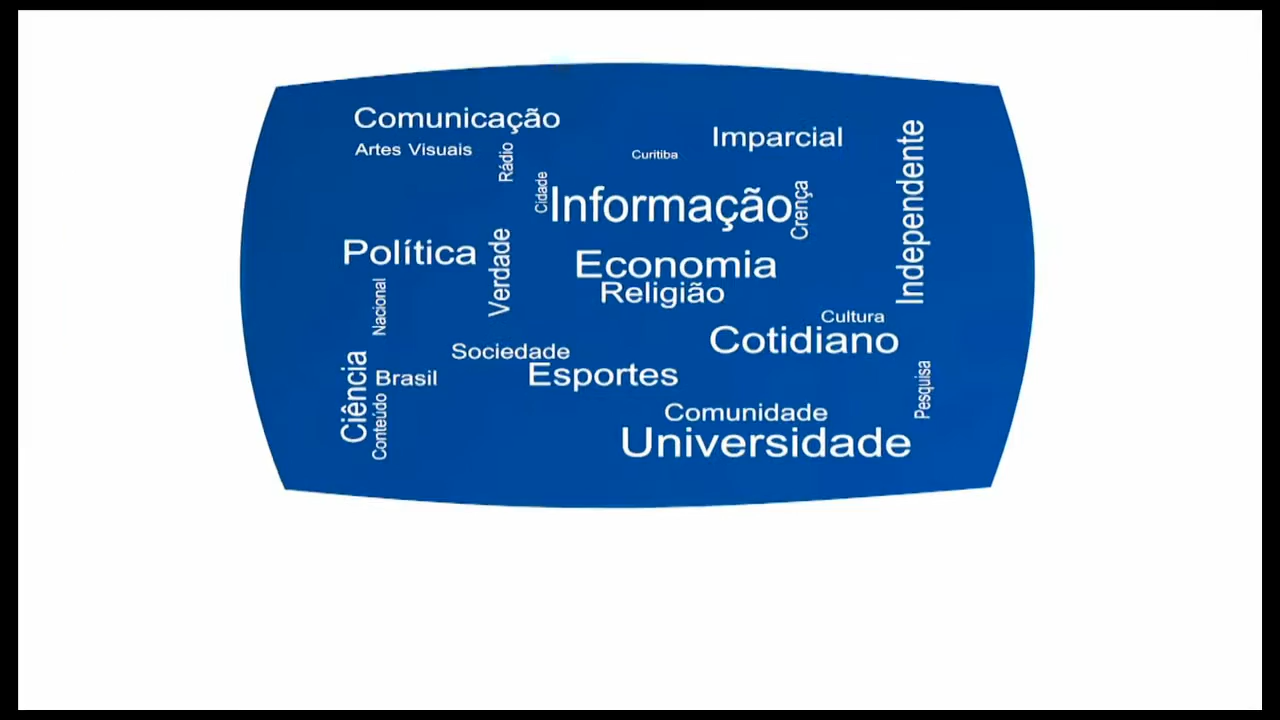 Comunicação
Imparcial
Independente
Artes Visuais
Rádio
Curitiba
Cidade
Informação
Crença
Política
Verdade
Economia
Religião
Nacional
Cultura
Cotidiano
Sociedade
Ciência
Brasil
Esportes
Pesquisa
Conteúdo
Comunidade
Universidade